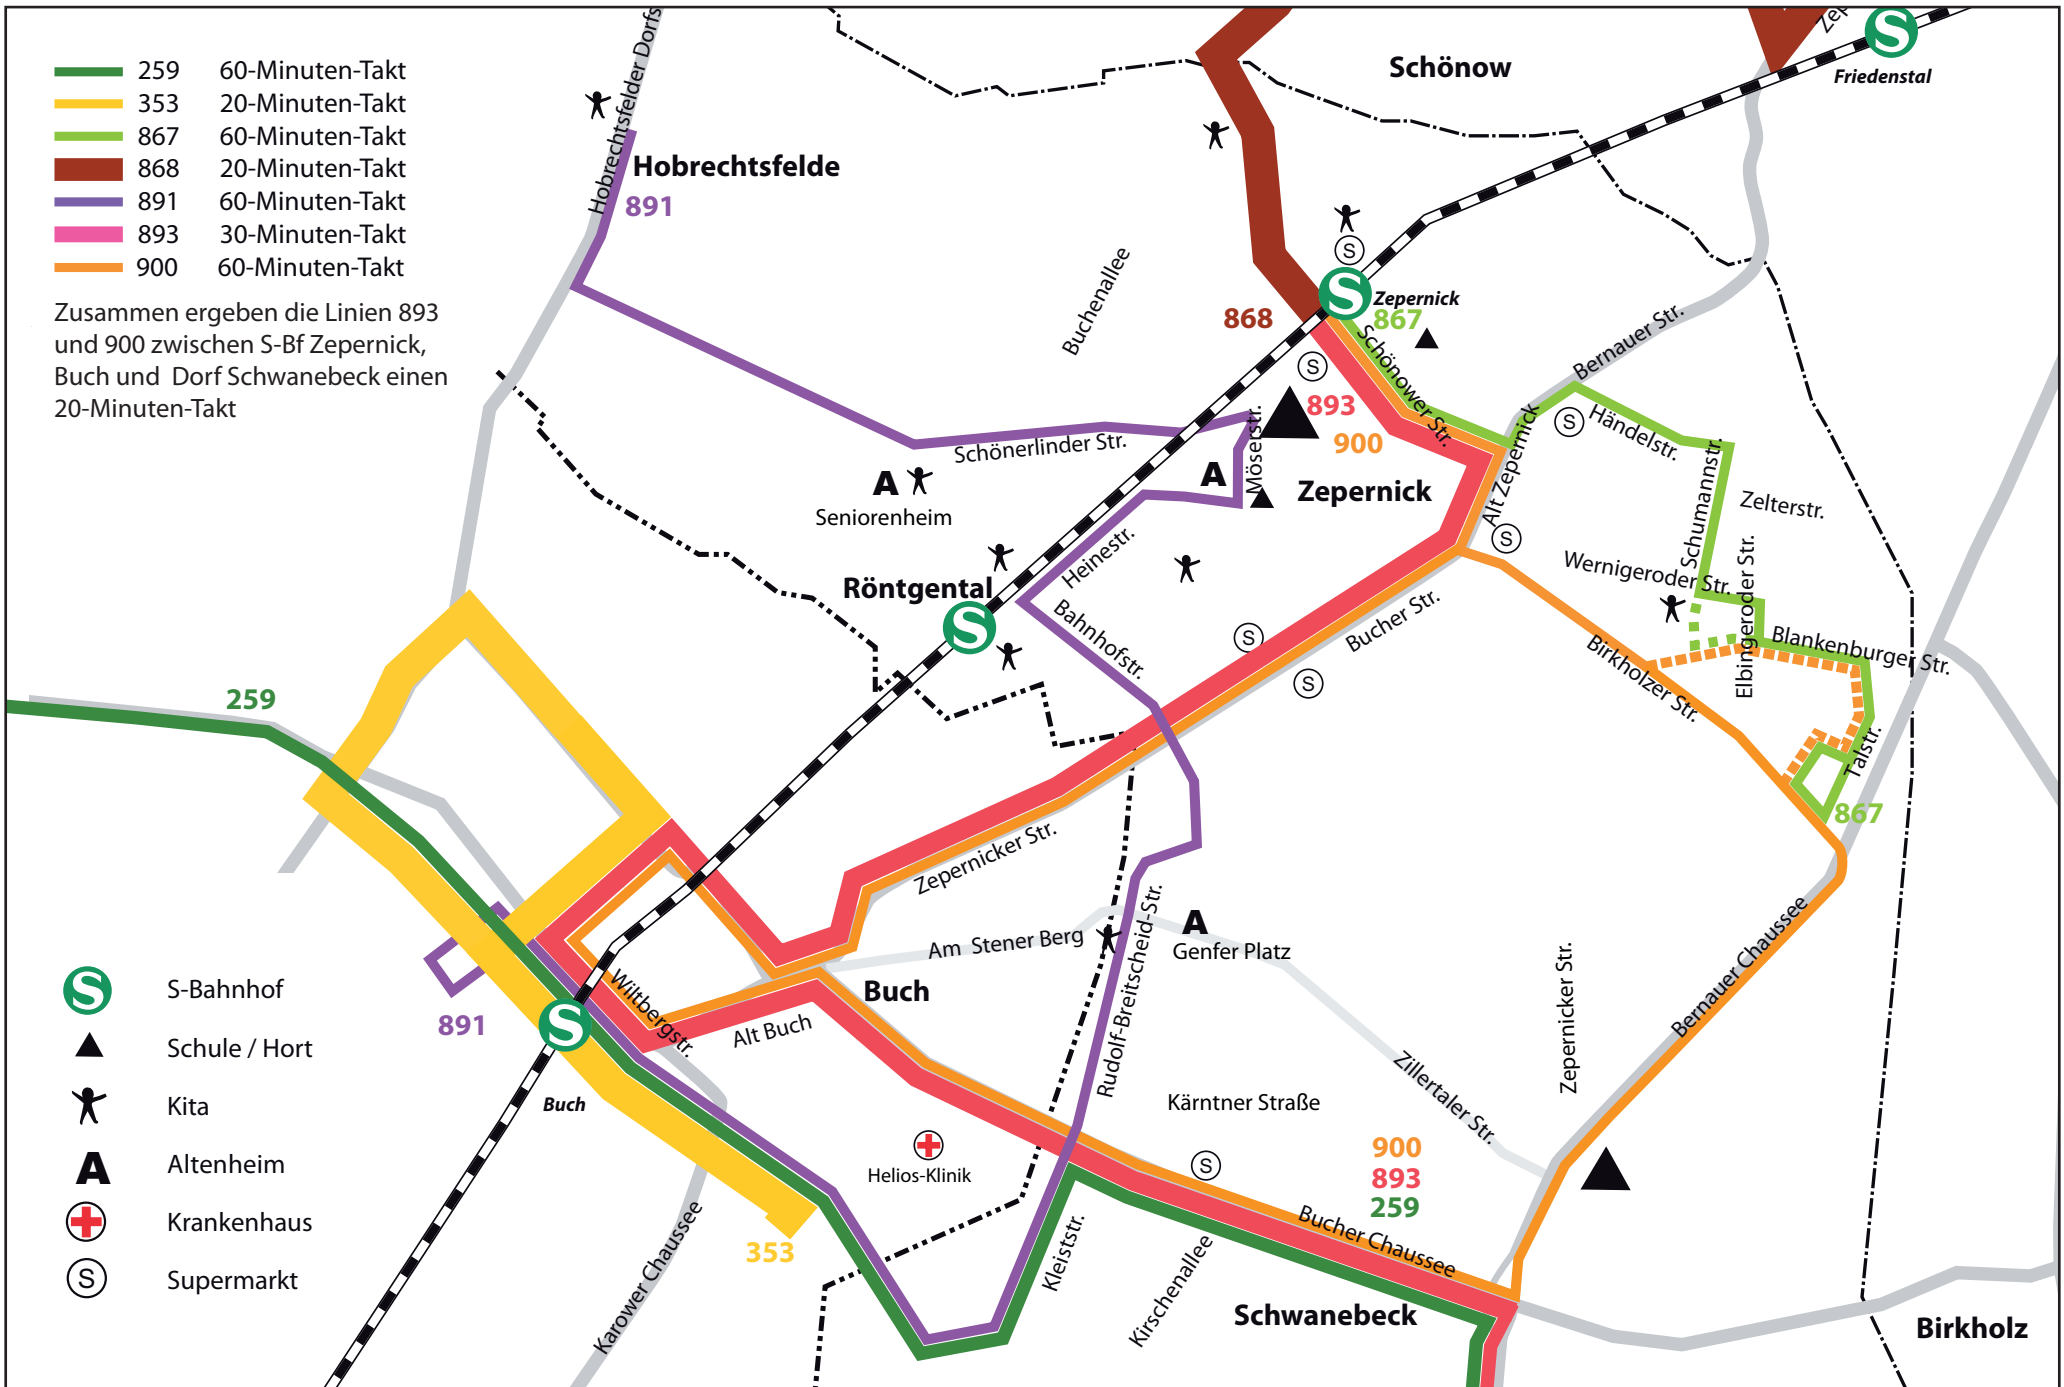 259 60-Minuten-Takt
353 20-Minuten-Takt
867 60-Minuten-Takt
868 20-Minuten-Takt
891 60-Minuten-Takt
893 30-Minuten-Takt
900 60-Minuten-Takt
Zusammen ergeben die Linien 893
und 900 zwischen S-Bf Zepernick,
Buch und Dorf Schwanebeck einen
20-Minuten-Takt
Hobrechtsfelder Dorfs
Hobrechtsfelde
891
Schönow
Zep
S
Friedenstal
Buchenallee
S
S
Zepernick
868
867
Schönower Str.
S
893
900
Bernauer Str.
Alt Zepernick
S
Händelstr.
Schumannstr.
Zelterstr.
Schönerlinder Str.
Möserstr.
A
A
Seniorenheim
Zepernick
S
Wernigeroder Str.
Elbingeroder Str.
Blankenburger Str.
Heinestr.
Röntgental
S
Bahnhofstr.
S
S
Bucher Str.
Birkholzer Str.
Talstr.
867
259
Zepernicker Str.
Am Stener Berg
A
Genfer Platz
Rudolf-Breitscheid-Str.
Zepernicker Str.
Bernauer Chaussee
Buch
Wiltbergstr.
Alt Buch
891
S
Buch
Zillertaler Str.
Kärntner Straße
Helios-Klinik
S
900
893
259
Bucher Chaussee
353
Karower Chaussee
Kleiststr.
Kirschenallee
Schwanebeck
Birkholz
S S-Bahnhof
Schule / Hort
Kita
A Altenheim
Krankenhaus
S Supermarkt